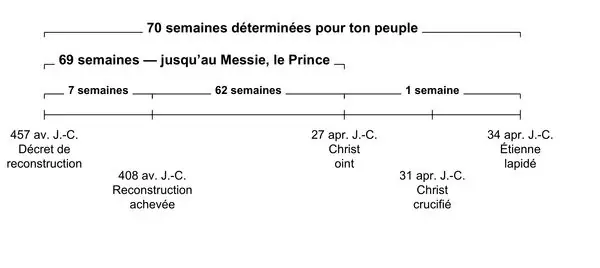 70 semaines déterminées pour ton peuple
69 semaines — jusqu’au Messie, le Prince
7 semaines
62 semaines
1 semaine
457 av. J.-C.
Décret de
reconstruction
408 av. J.-C.
Reconstruction
achevée
27 apr. J.-C.
Christ
oint
31 apr. J.-C.
Christ
crucifié
34 apr. J.-C.
Étienne
lapidé